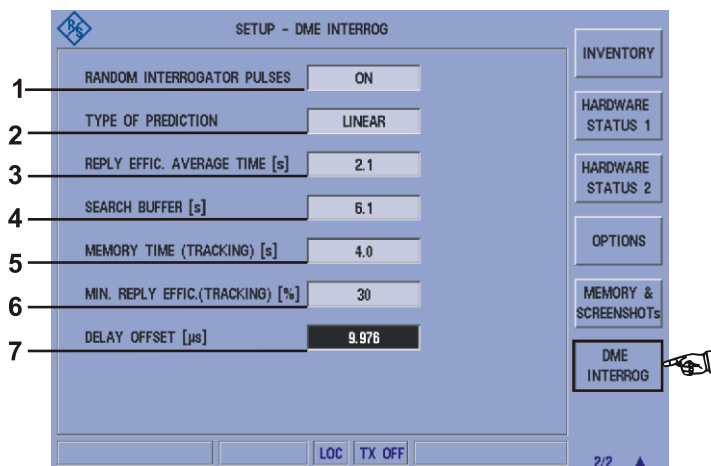 R&S
SETUP - DME INTERROG
1 RANDOM INTERROGATOR PULSES ON
2 TYPE OF PREDICTION LINEAR
3 REPLY EFFIC. AVERAGE TIME [s] 2.1
4 SEARCH BUFFER [s] 6.1
5 MEMORY TIME (TRACKING) [s] 4.0
6 MIN. REPLY EFFIC.(TRACKING) [%] 30
7 DELAY OFFSET [µs] 9.976
INVENTORY
HARDWARE
STATUS 1
HARDWARE
STATUS 2
OPTIONS
MEMORY &
SCREENSHOTs
DME
INTERROG
LOC TX OFF
2/2 ▲